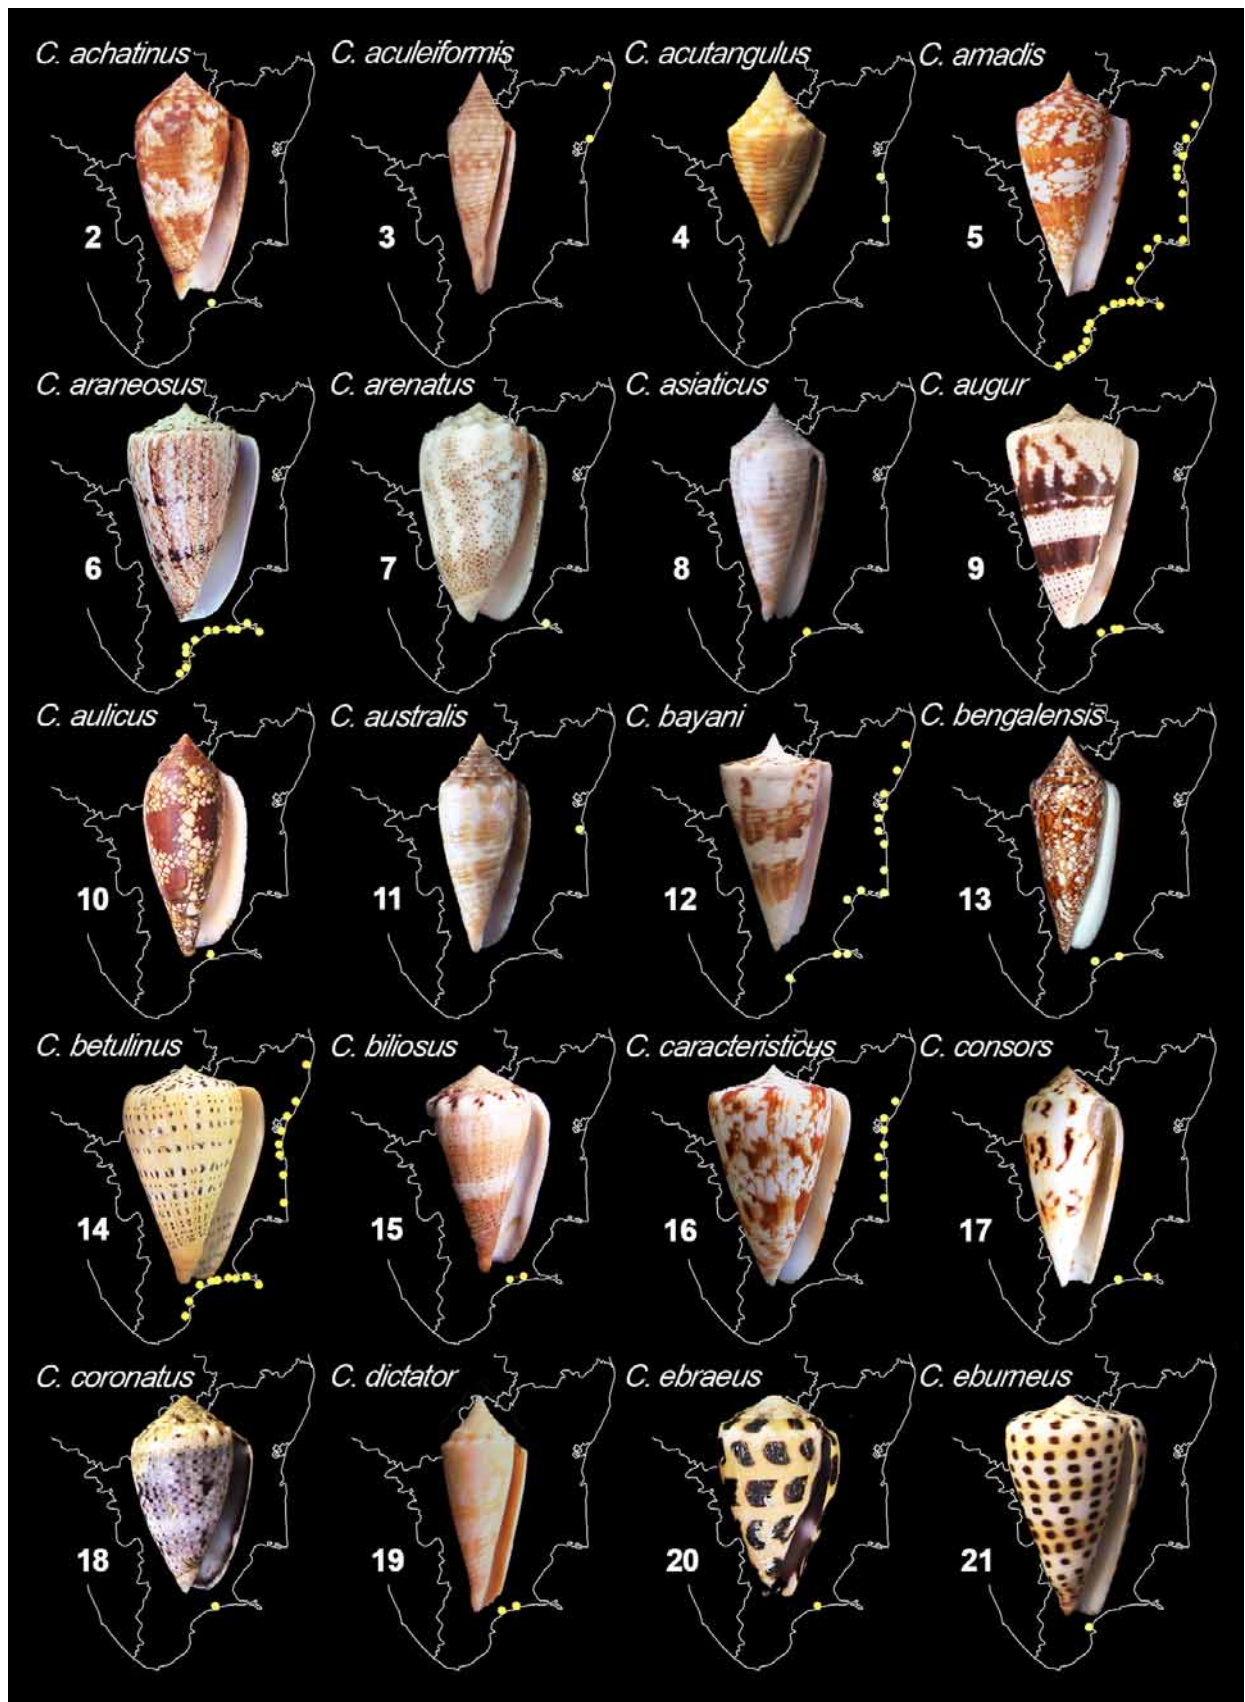 C. achatinus
C. aculeiformis
C. acutangulus
C. amadis
2
3
4
5
C. araneosus
C. arenatus
C. asiaticus
C. augur
6
7
8
9
C. aulicus
C. australis
C. bayani
C. bengalensis
10
11
12
13
C. betulinus
C. biliosus
C. caracteristicus
C. consors
14
15
16
17
C. coronatus
C. dictator
C. ebraeus
C. eburneus
18
19
20
21